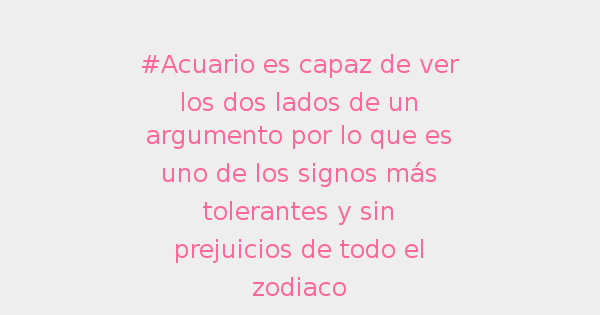 #Acuario es capaz de ver
los dos lados de un
argumento por lo que es
uno de los signos más
tolerantes y sin
prejuicios de todo el
zodiaco